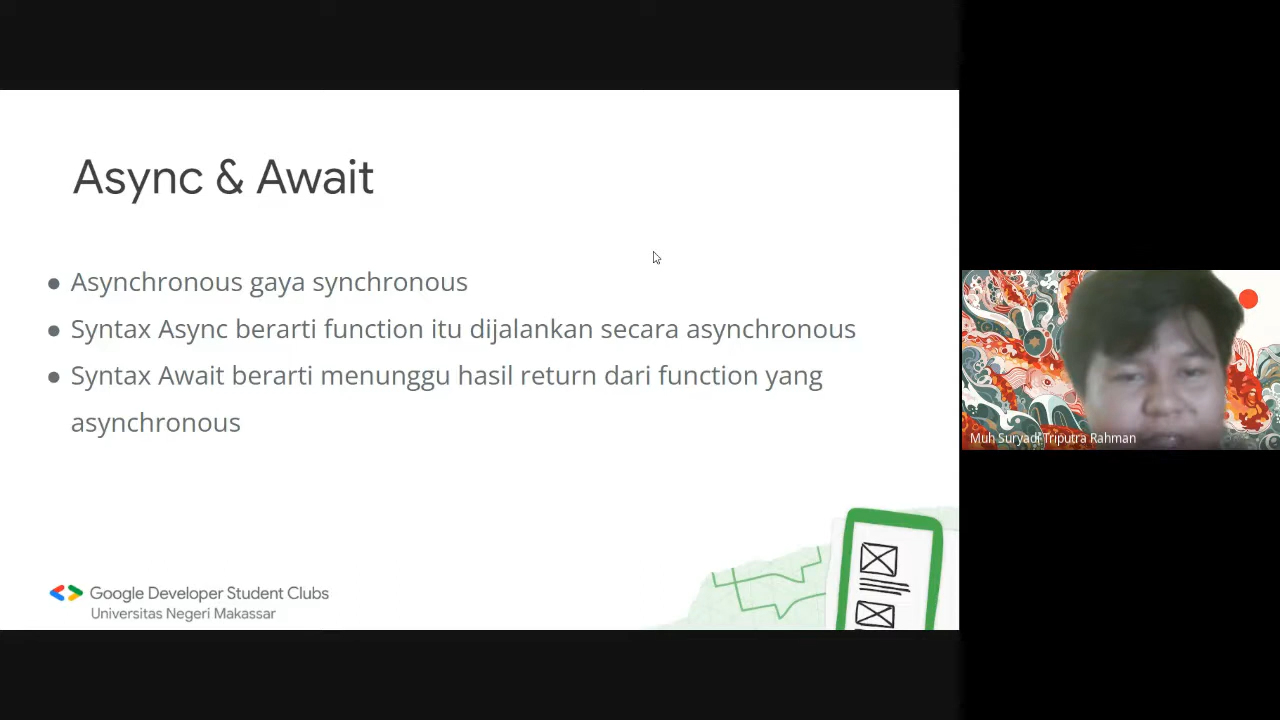 Async & Await
● Asynchronous gaya synchronous
● Syntax Async berarti function itu dijalankan secara asynchronous
● Syntax Await berarti menunggu hasil return dari function yang
asynchronous
Google Developer Student Clubs
Universitas Negeri Makassar
Muh Suryadi Triputra Rahman